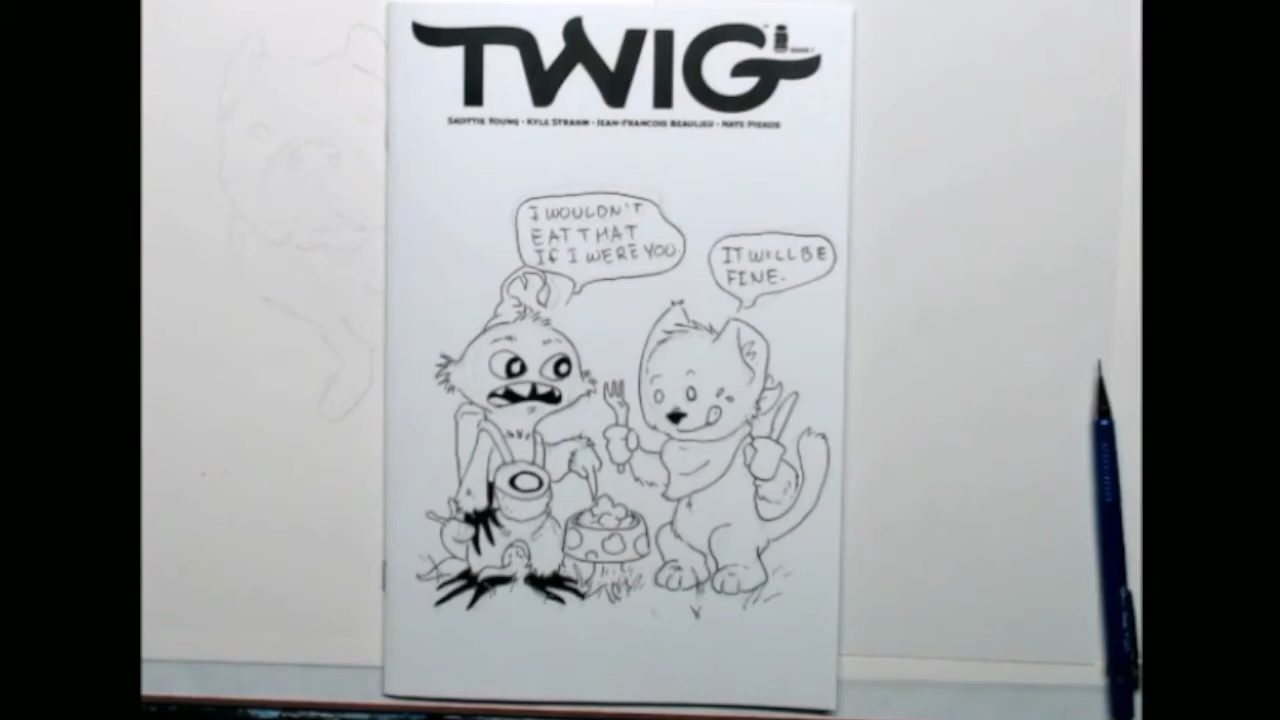 TWIG
SKOTTIE YOUNG • KYLE STRAHM • JEAN-FRANCOIS BEAULIEU • NATE PIEKOS
I WOULDN'T
EAT THAT
If I WERE YOU
IT WILL BE
FINE.